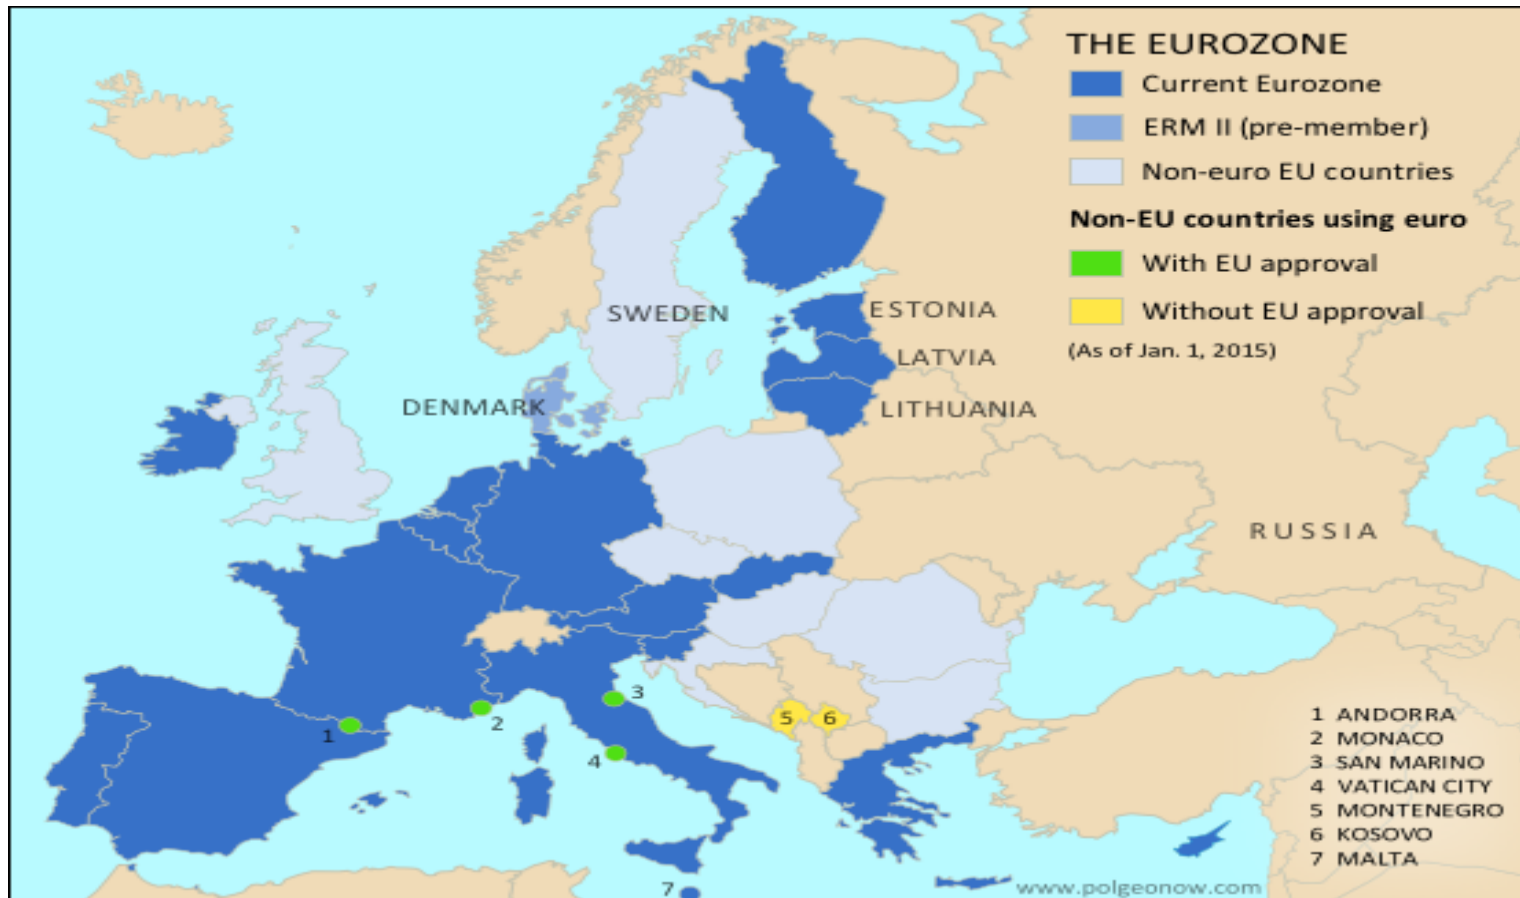 THE EUROZONE
Current Eurozone
ERM II (pre-member)
Non-euro EU countries
Non-EU countries using euro
With EU approval
Without EU approval
(As of Jan. 1, 2015)
SWEDEN
ESTONIA
LATVIA
DENMARK
LITHUANIA
RUSSIA
1
2
3
4
5
6
7
1 ANDORRA
2 MONACO
3 SAN MARINO
4 VATICAN CITY
5 MONTENEGRO
6 KOSOVO
7 MALTA
www.polgeonow.com